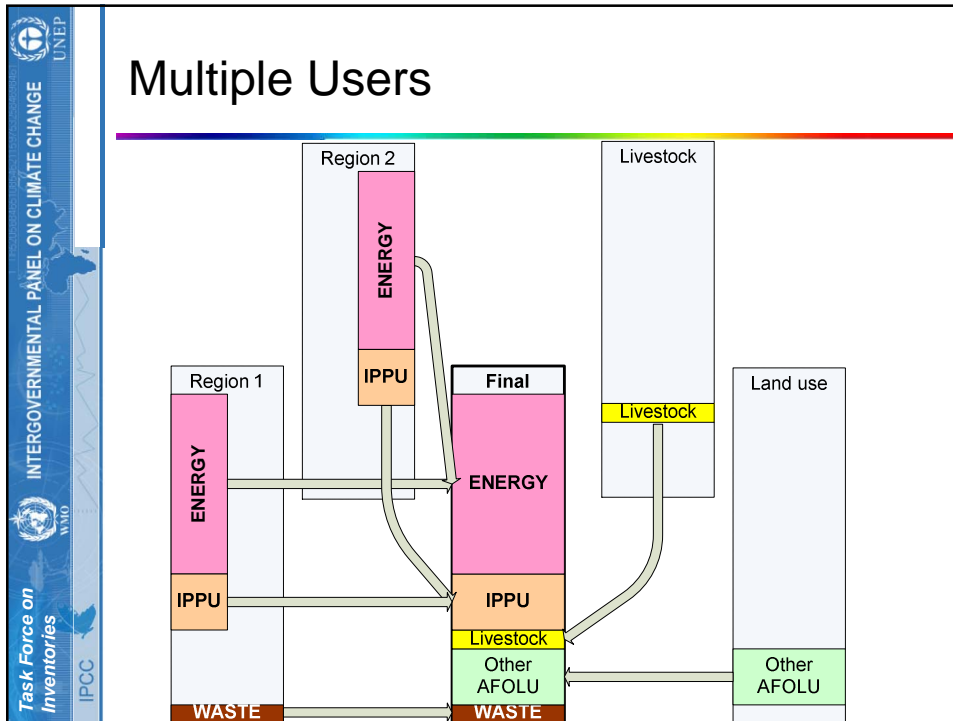 Multiple Users
UNEP
INTERGOVERNMENTAL PANEL ON CLIMATE CHANGE
WMO
Task Force on
Inventories
IPCC
Region 2
ENERGY
IPPU
Livestock
Livestock
Region 1
ENERGY
IPPU
WASTE
Final
ENERGY
IPPU
Livestock
Other
AFOLU
WASTE
Land use
Other
AFOLU